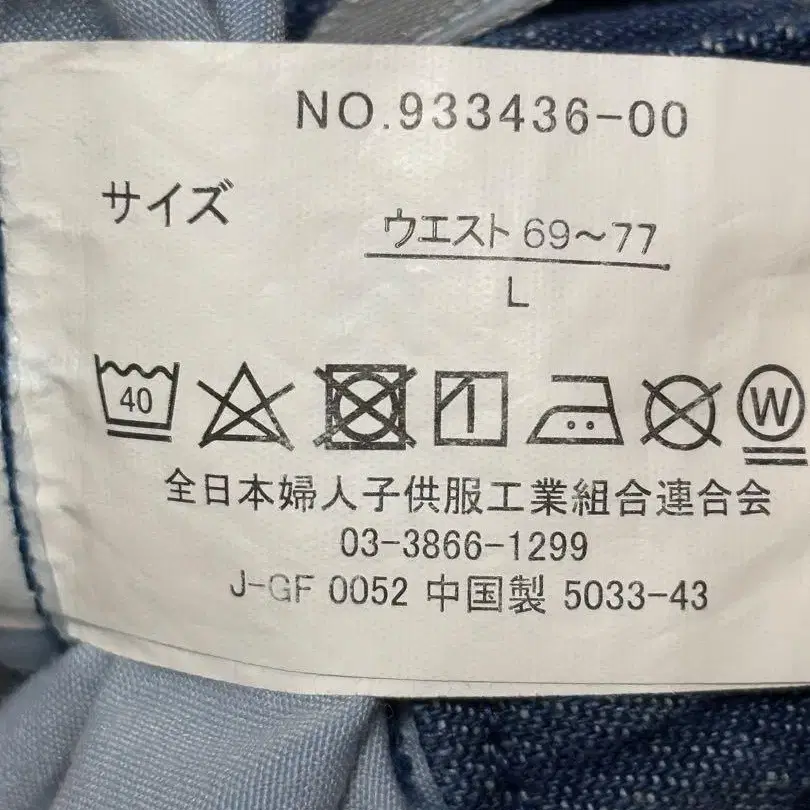 NO.933436-00
サイズ
ウエスト 69~77
L
40
W
全日本婦人子供服工業組合連合会
03-3866-1299
J-GF 0052 中国製 5033-43